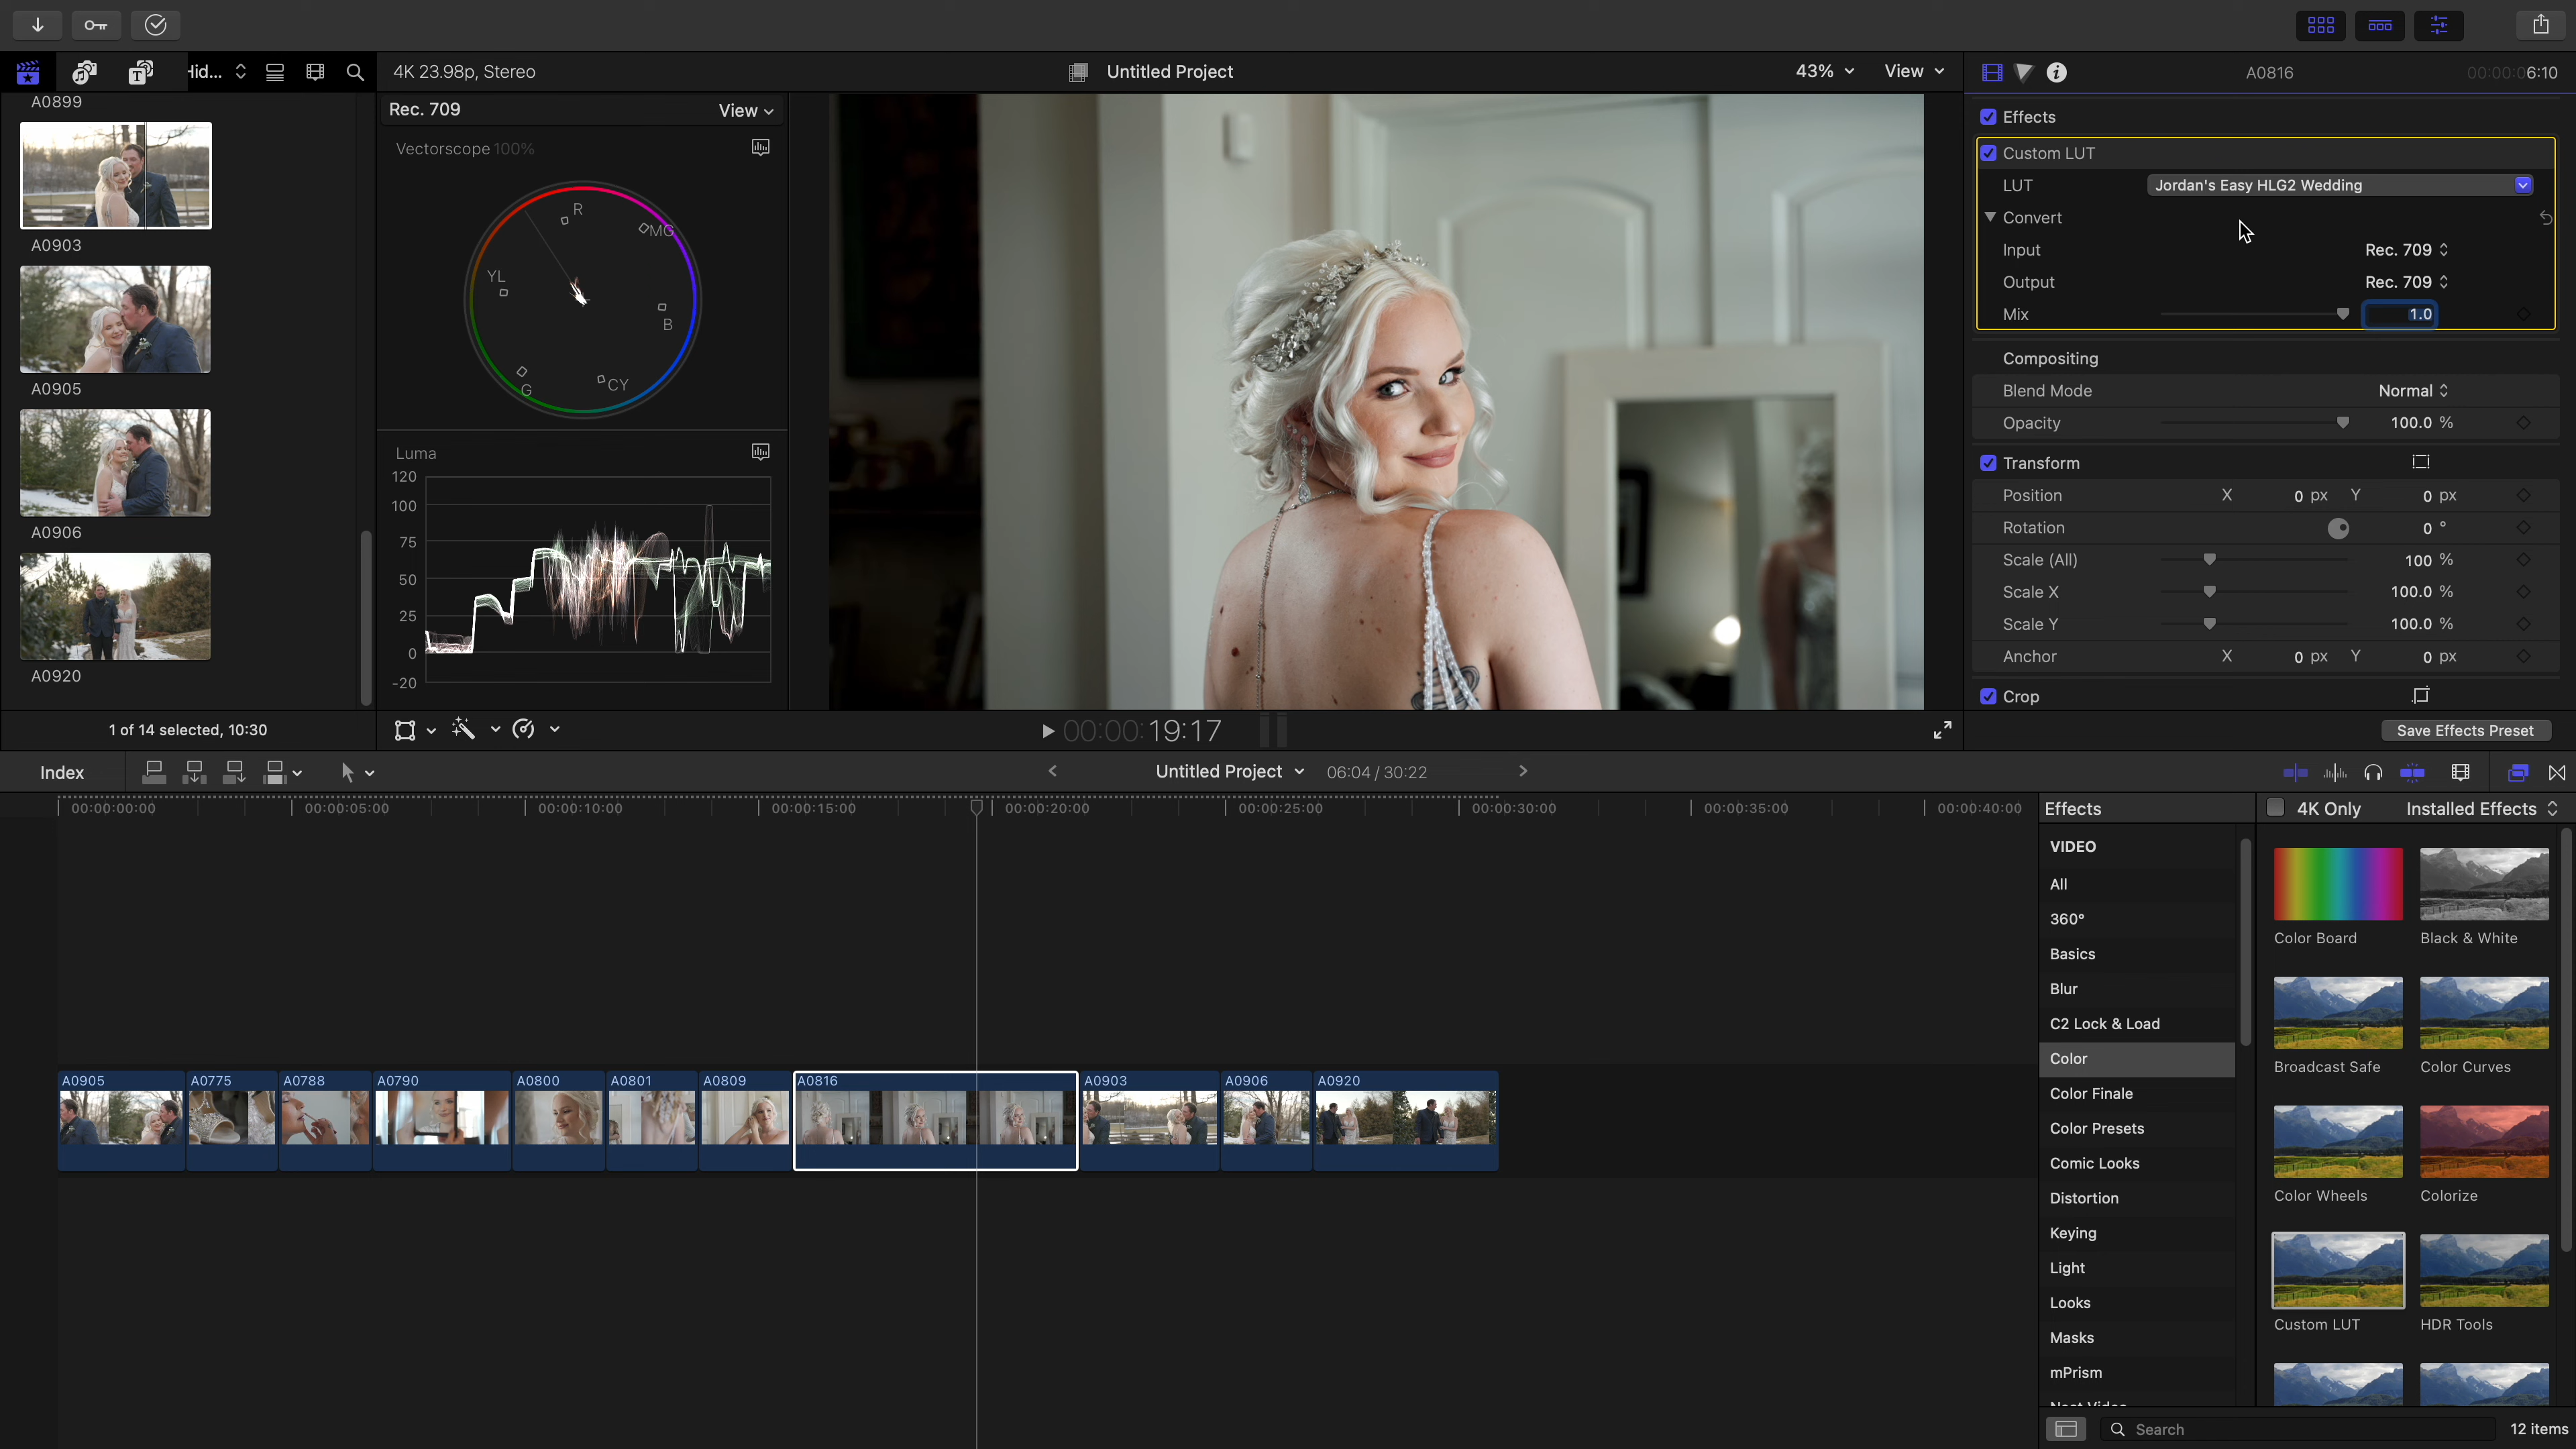 Hid...
4K 23.98p, Stereo
Untitled Project
43%
View
A0816
00:00:06:10
A0899
A0903
A0905
A0906
A0920
1 of 14 selected, 10:30
Rec. 709
View
Vectorscope 100%
R
MG
YL
B
G
CY
Luma
120
100
75
50
25
0
-20
00:00:00:19:17
Effects
Custom LUT
LUT
Jordan's Easy HLG2 Wedding
Convert
Input
Rec. 709
Output
Rec. 709
Mix
1.0
Compositing
Blend Mode
Normal
Opacity
100.0 %
Transform
Position
X 0 px Y 0 px
Rotation
0 °
Scale (All)
100 %
Scale X
100.0 %
Scale Y
100.0 %
Anchor
X 0 px Y 0 px
Crop
Save Effects Preset
Index
Untitled Project
06:04 / 30:22
00:00:00:00
00:00:05:00
00:00:10:00
00:00:15:00
00:00:20:00
00:00:25:00
00:00:30:00
00:00:35:00
00:00:40:00
A0905
A0775
A0788
A0790
A0800
A0801
A0809
A0816
A0903
A0906
A0920
Effects
4K Only
Installed Effects
VIDEO
All
360°
Basics
Blur
C2 Lock & Load
Color
Color Finale
Color Presets
Comic Looks
Distortion
Keying
Light
Looks
Masks
mPrism
Color Board
Black & White
Broadcast Safe
Color Curves
Color Wheels
Colorize
Custom LUT
HDR Tools
Search
12 items